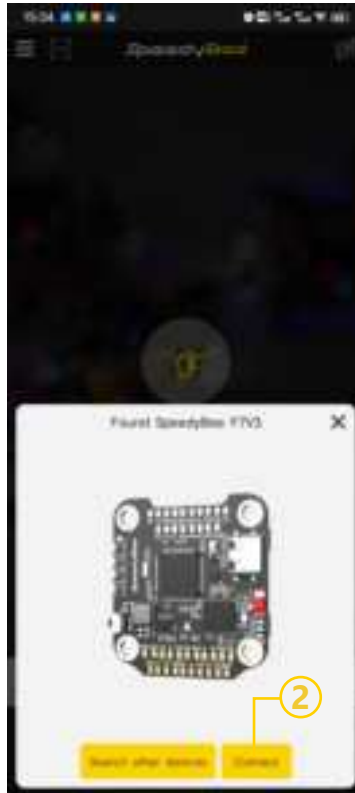 15:04
SpeedyBee
Found SpeedyBee F7V3
2
Search other devices
Connect